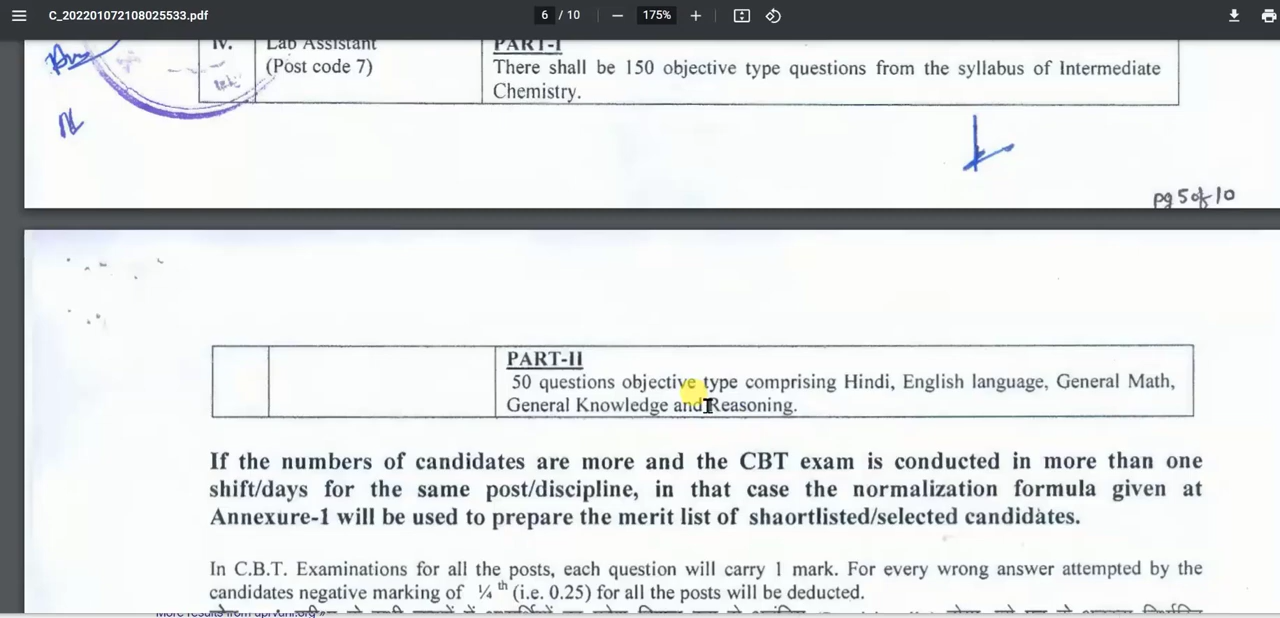 C_202201072108025533.pdf
6 / 10
175%
IV. Lab Assistant PART-I
(Post code 7) There shall be 150 objective type questions from the syllabus of Intermediate
Chemistry.
pg 5 of 10
PART-II
50 questions objective type comprising Hindi, English language, General Math,
General Knowledge and Reasoning.
If the numbers of candidates are more and the CBT exam is conducted in more than one
shift/days for the same post/discipline, in that case the normalization formula given at
Annexure-1 will be used to prepare the merit list of shaortlisted/selected candidates.
In C.B.T. Examinations for all the posts, each question will carry 1 mark. For every wrong answer attempted by the
candidates negative marking of ¼ th (i.e. 0.25) for all the posts will be deducted.